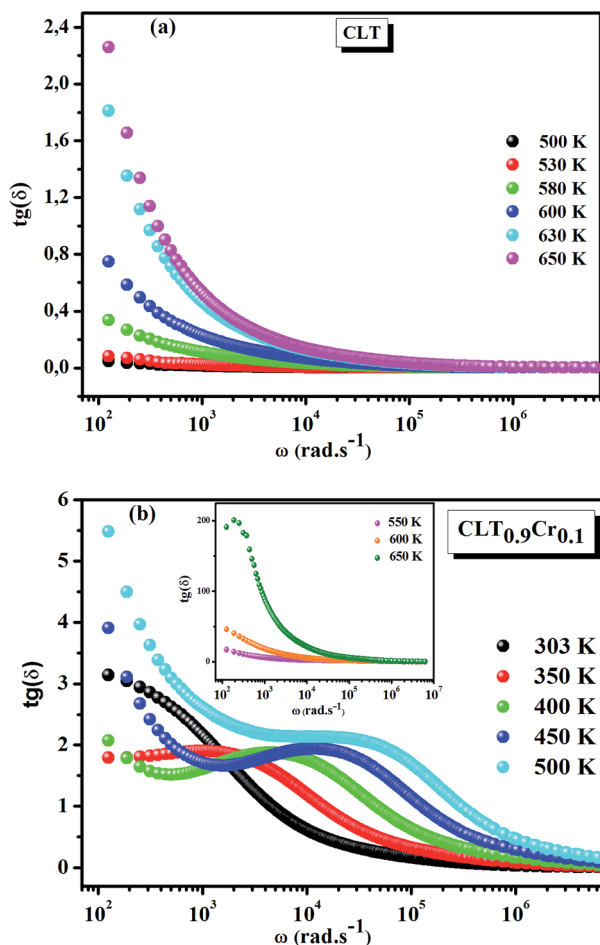 (a)
CLT
2,4
2,0
1,6
1,2
0,8
0,4
0,0
tg(δ)
500 K
530 K
580 K
600 K
630 K
650 K
10² 10³ 10⁴ 10⁵ 10⁶
ω (rad.s⁻¹)
(b)
CLT₀.₉Cr₀.₁
6
5
4
3
2
1
0
tg(δ)
200
100
0
tg(δ)
550 K
600 K
650 K
10² 10³ 10⁴ 10⁵ 10⁶ 10⁷
ω (rad.s⁻¹)
303 K
350 K
400 K
450 K
500 K
10² 10³ 10⁴ 10⁵ 10⁶
ω (rad.s⁻¹)